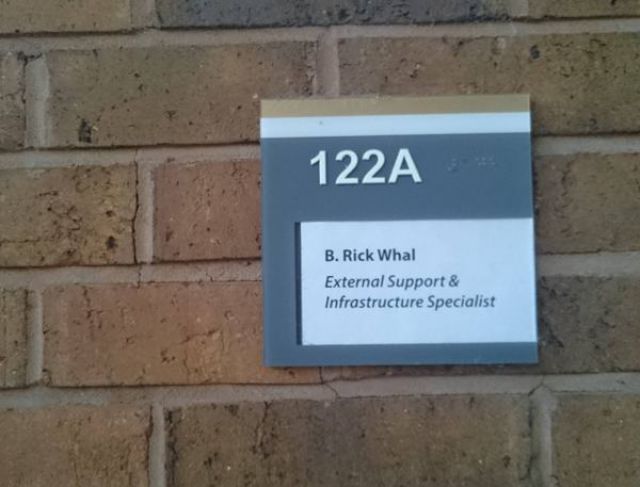 122A
B. Rick Whal
External Support &
Infrastructure Specialist